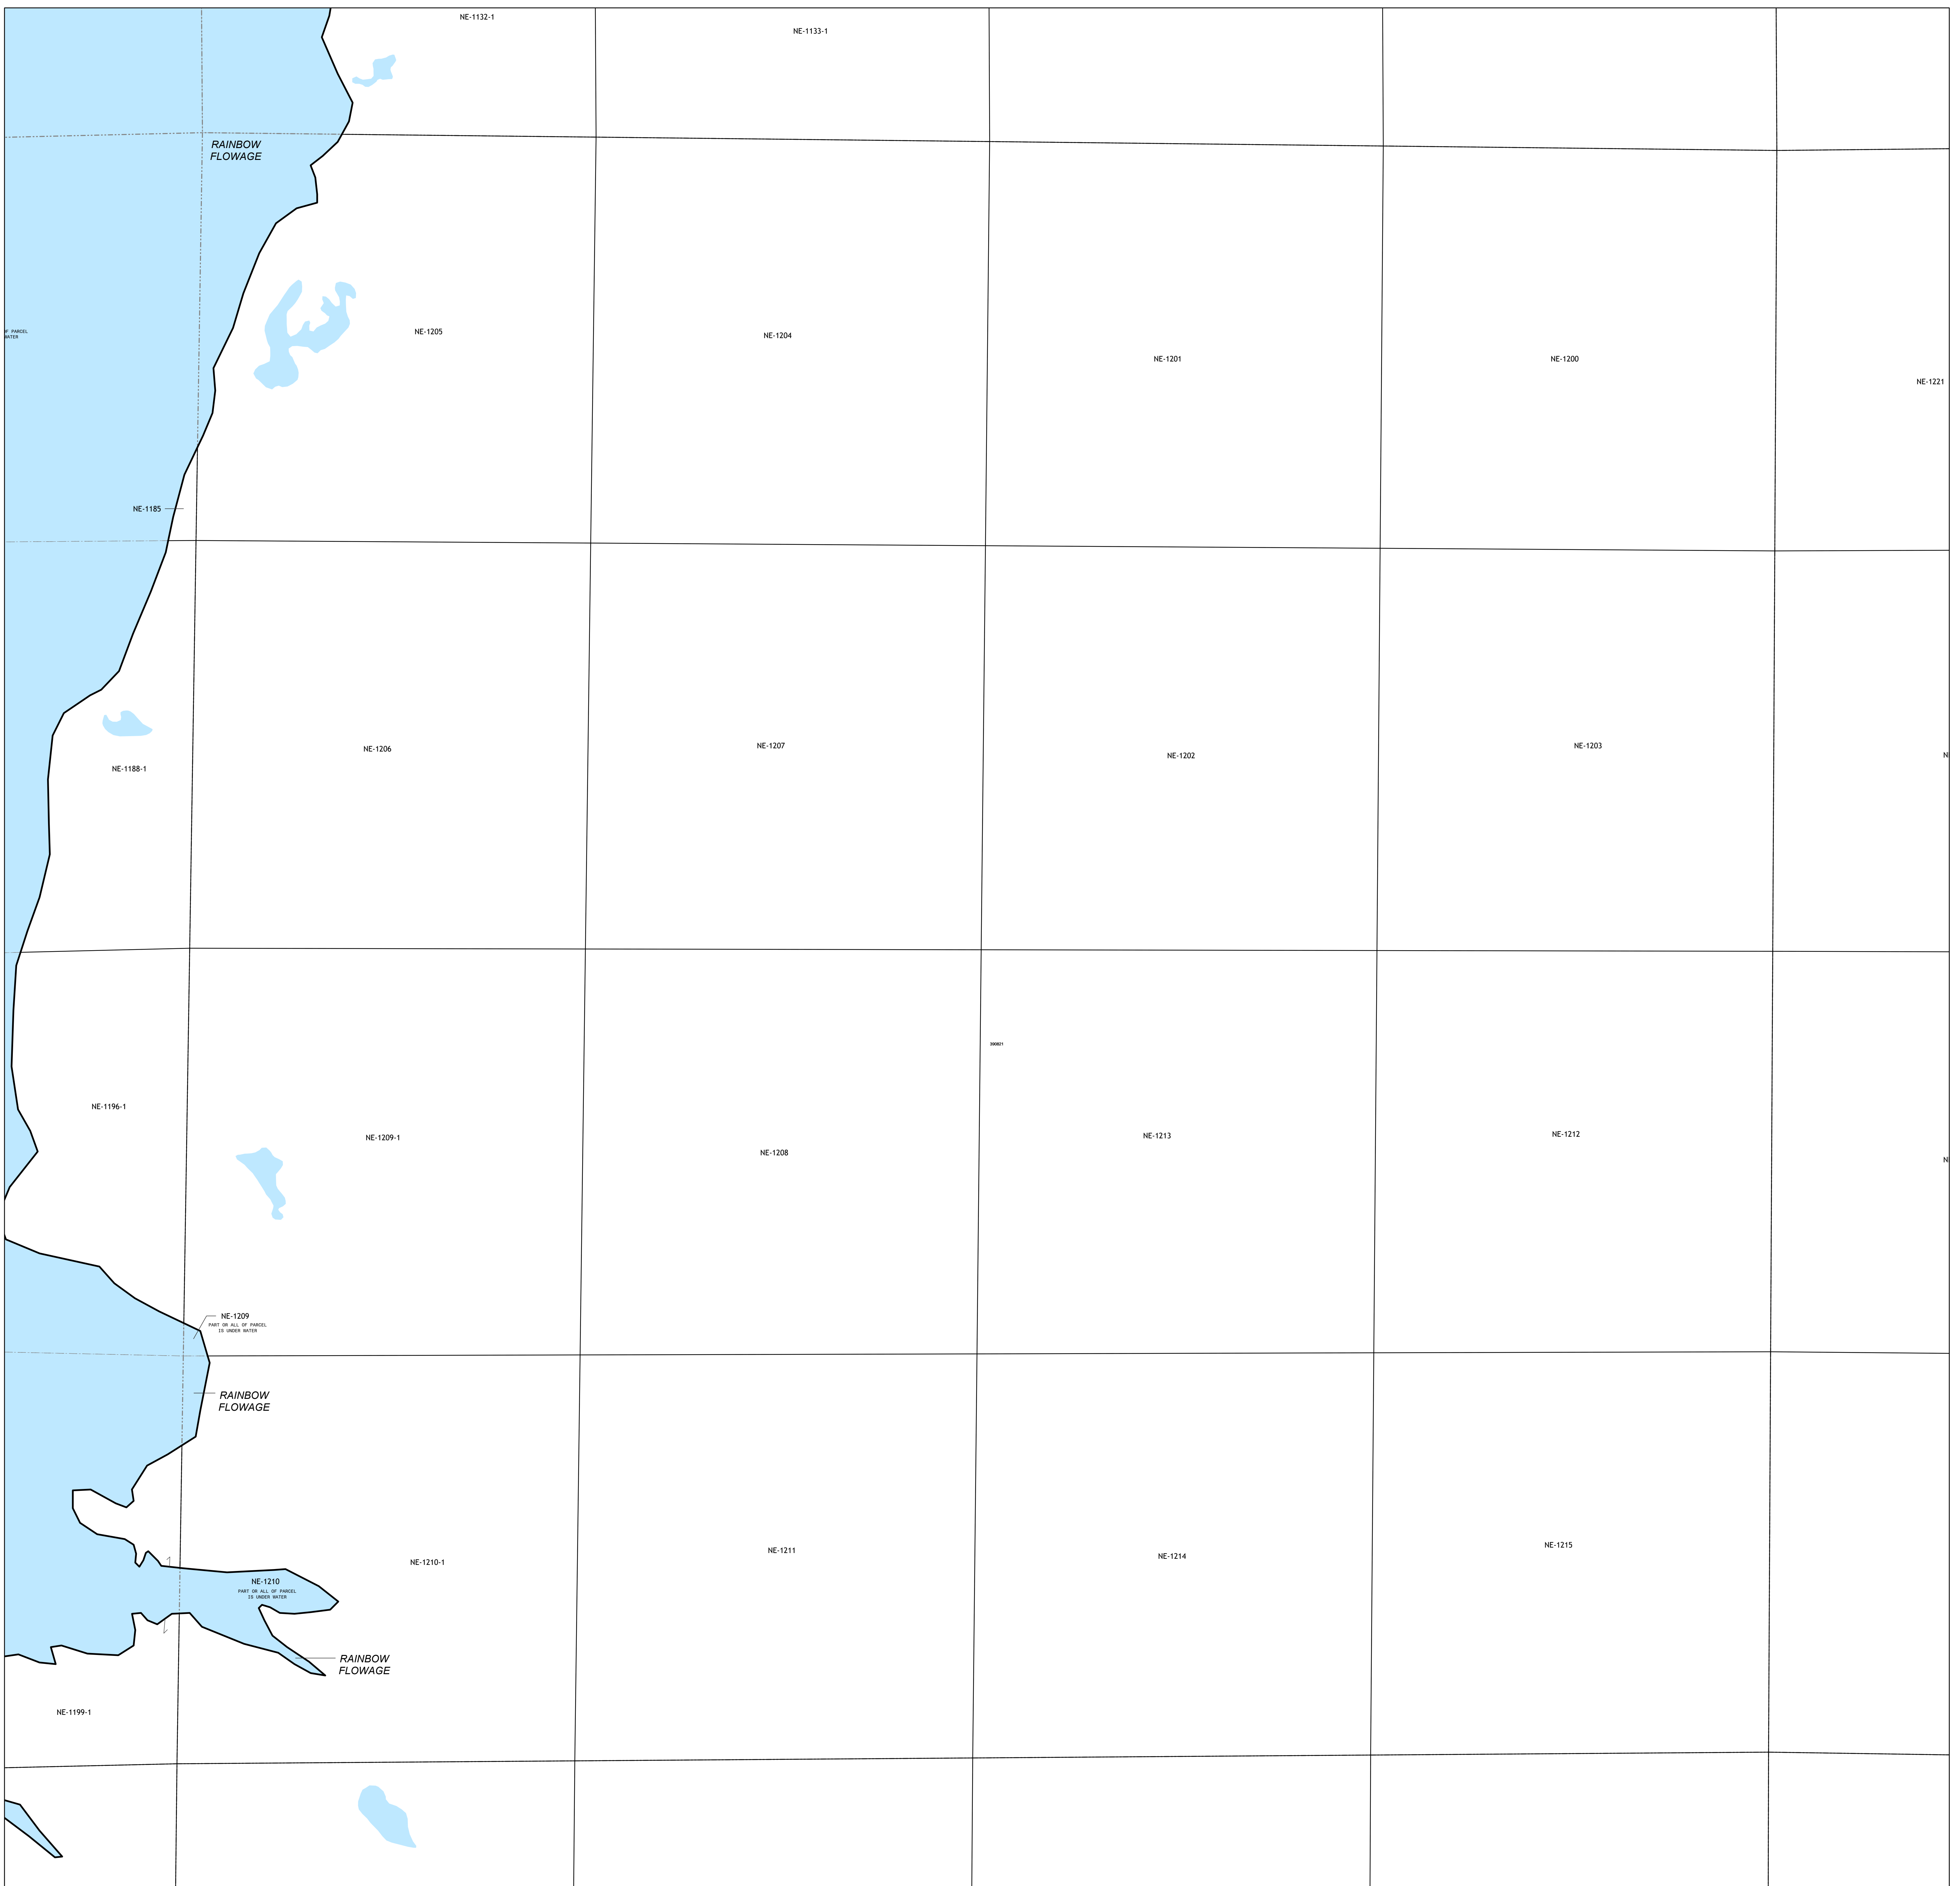 NE-1132-1
NE-1133-1
RAINBOW
FLOWAGE
F PARCEL
WATER
NE-1205
NE-1204
NE-1201
NE-1200
NE-1221
NE-1185
NE-1188-1
NE-1206
NE-1207
NE-1202
NE-1203
N
390821
NE-1196-1
NE-1209-1
NE-1208
NE-1213
NE-1212
N
NE-1209
PART OR ALL OF PARCEL
IS UNDER WATER
RAINBOW
FLOWAGE
NE-1210-1
NE-1211
NE-1214
NE-1215
NE-1210
PART OR ALL OF PARCEL
IS UNDER WATER
RAINBOW
FLOWAGE
NE-1199-1